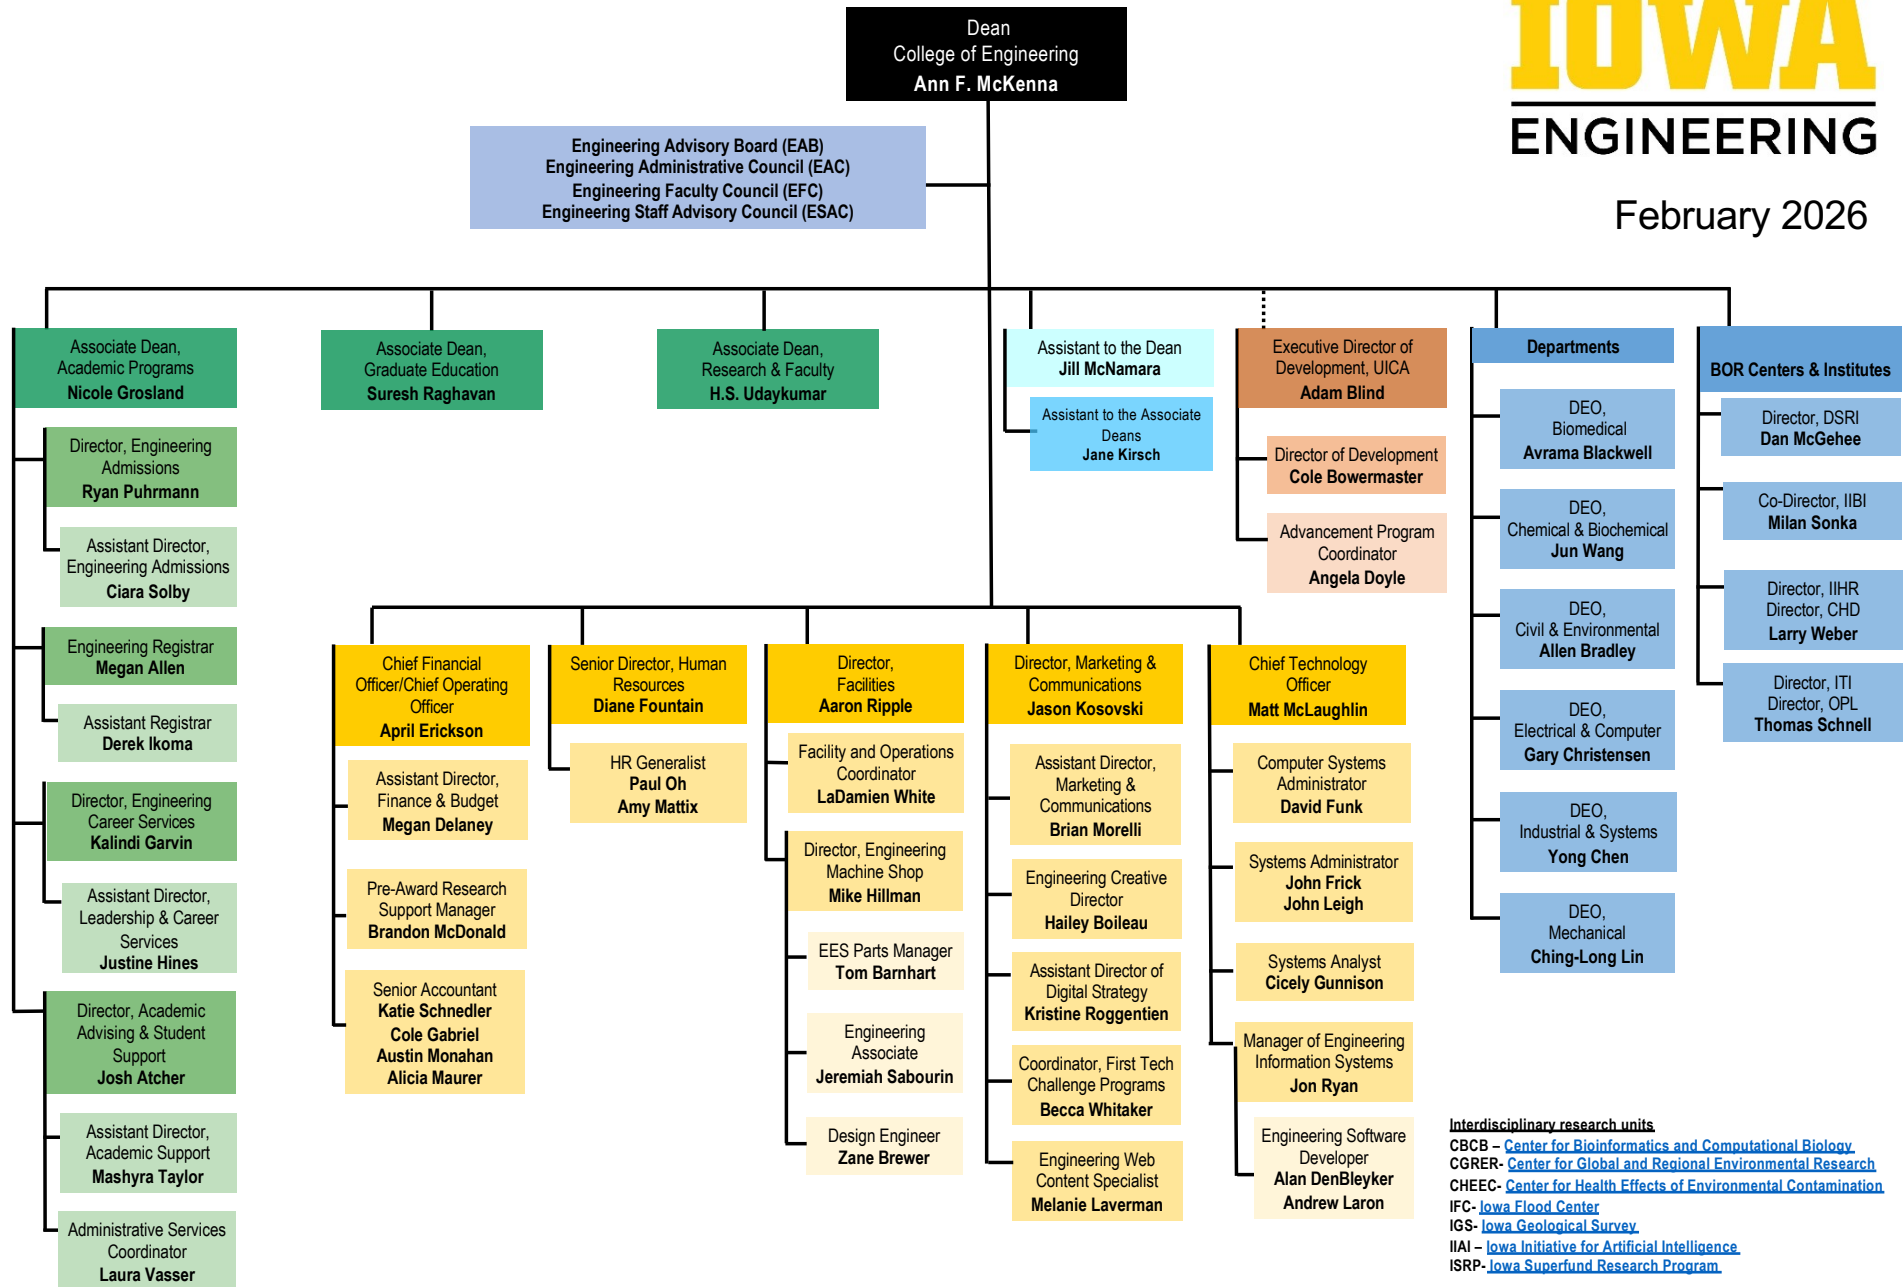 Dean
College of Engineering
Ann F. McKenna
IOWA
ENGINEERING
February 2026
Engineering Advisory Board (EAB)
Engineering Administrative Council (EAC)
Engineering Faculty Council (EFC)
Engineering Staff Advisory Council (ESAC)
Associate Dean,
Academic Programs
Nicole Grosland
Director, Engineering
Admissions
Ryan Puhrmann
Assistant Director,
Engineering Admissions
Ciara Solby
Engineering Registrar
Megan Allen
Assistant Registrar
Derek Ikoma
Director, Engineering
Career Services
Kalindi Garvin
Assistant Director,
Leadership & Career
Services
Justine Hines
Director, Academic
Advising & Student
Support
Josh Atcher
Assistant Director,
Academic Support
Mashyra Taylor
Administrative Services
Coordinator
Laura Vasser
Associate Dean,
Graduate Education
Suresh Raghavan
Associate Dean,
Research & Faculty
H.S. Udaykumar
Assistant to the Dean
Jill McNamara
Assistant to the Associate
Deans
Jane Kirsch
Executive Director of
Development, UICA
Adam Blind
Director of Development
Cole Bowermaster
Advancement Program
Coordinator
Angela Doyle
Departments
DEO,
Biomedical
Avrama Blackwell
DEO,
Chemical & Biochemical
Jun Wang
DEO,
Civil & Environmental
Allen Bradley
DEO,
Electrical & Computer
Gary Christensen
DEO,
Industrial & Systems
Yong Chen
DEO,
Mechanical
Ching-Long Lin
BOR Centers & Institutes
Director, DSRI
Dan McGehee
Co-Director, IIBI
Milan Sonka
Director, IIHR
Director, CHD
Larry Weber
Director, ITI
Director, OPL
Thomas Schnell
Chief Financial
Officer/Chief Operating
Officer
April Erickson
Assistant Director,
Finance & Budget
Megan Delaney
Pre-Award Research
Support Manager
Brandon McDonald
Senior Accountant
Katie Schnedler
Cole Gabriel
Austin Monahan
Alicia Maurer
Senior Director, Human
Resources
Diane Fountain
HR Generalist
Paul Oh
Amy Mattix
Director,
Facilities
Aaron Ripple
Facility and Operations
Coordinator
LaDamien White
Director, Engineering
Machine Shop
Mike Hillman
EES Parts Manager
Tom Barnhart
Engineering
Associate
Jeremiah Sabourin
Design Engineer
Zane Brewer
Director, Marketing &
Communications
Jason Kosovski
Assistant Director,
Marketing &
Communications
Brian Morelli
Engineering Creative
Director
Hailey Boileau
Assistant Director of
Digital Strategy
Kristine Roggentien
Coordinator, First Tech
Challenge Programs
Becca Whitaker
Engineering Web
Content Specialist
Melanie Laverman
Chief Technology
Officer
Matt McLaughlin
Computer Systems
Administrator
David Funk
Systems Administrator
John Frick
John Leigh
Systems Analyst
Cicely Gunnison
Manager of Engineering
Information Systems
Jon Ryan
Engineering Software
Developer
Alan DenBleyker
Andrew Laron
Interdisciplinary research units
CBCB – Center for Bioinformatics and Computational Biology
CGRER- Center for Global and Regional Environmental Research
CHEEC- Center for Health Effects of Environmental Contamination
IFC- Iowa Flood Center
IGS- Iowa Geological Survey
IIAI – Iowa Initiative for Artificial Intelligence
ISRP- Iowa Superfund Research Program